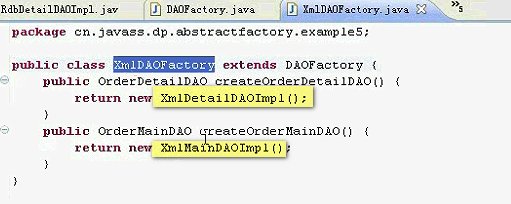 RdbDetailDAOImpl.jav DAOFactory.java XmlDAOFactory.java »5
package cn.javass.dp.abstractfactory.example5;
public class XmlDAOFactory extends DAOFactory {
public OrderDetailDAO createOrderDetailDAO() {
return new XmlDetailDAOImpl();
}
public OrderMainDAO createOrderMainDAO() {
return new XmlMainDAOImpl();
}
}